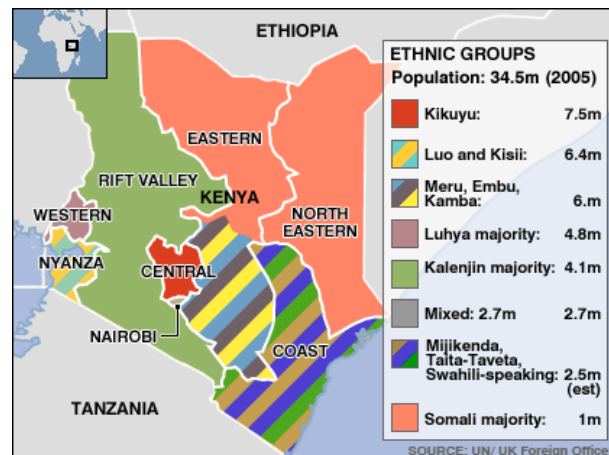 ETHIOPIA
EASTERN
RIFT VALLEY
KENYA
WESTERN
NORTH
EASTERN
NYANZA
CENTRAL
NAIROBI
COAST
TANZANIA
ETHNIC GROUPS
Population: 34.5m (2005)
Kikuyu: 7.5m
Luo and Kisii: 6.4m
Meru, Embu,
Kamba: 6.m
Luhya majority: 4.8m
Kalenjin majority: 4.1m
Mixed: 2.7m 2.7m
Mijikenda,
Taita-Taveta,
Swahili-speaking: 2.5m
(est)
Somali majority: 1m
SOURCE: UN/ UK Foreign Office